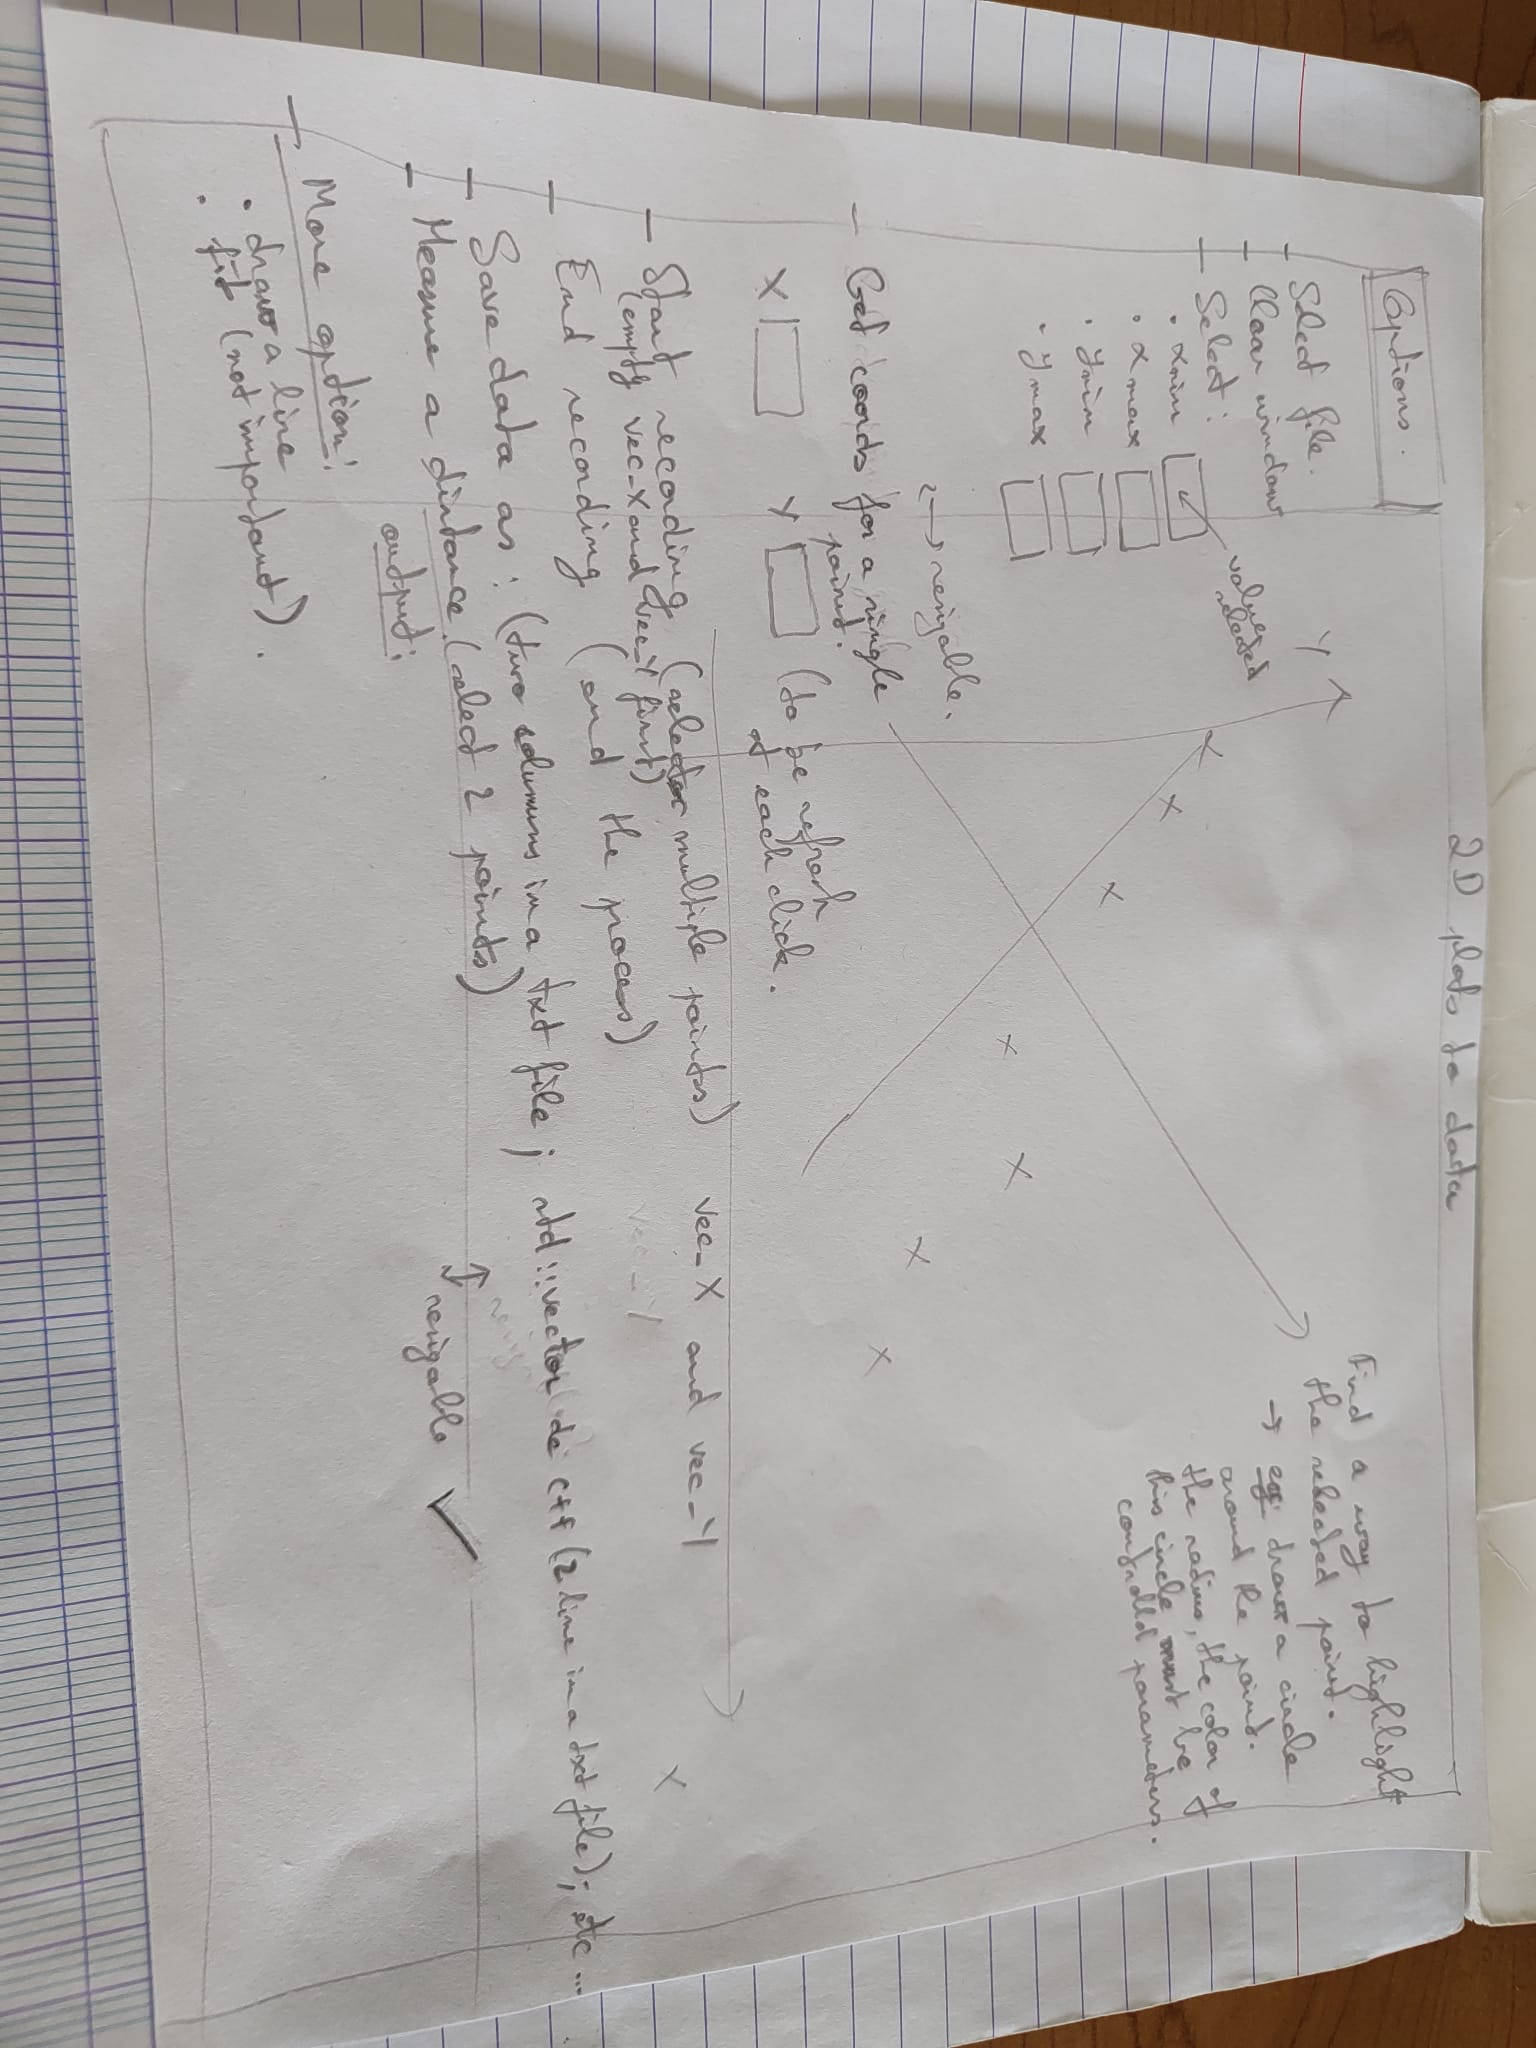 2D plots to data
Options.
Select file.
Clear window
Select :
• xmin
• xmax
• ymin
• ymax
values
selected
Y
Find a way to highlight
the selected point.
→ eg: draw a circle
around the point.
the radius, the color of
this circle must be
controlled parameters.
↔ resizable.
Get coords for a single
point.
X
Y
(to be refresh
at each click.
Start recording (select multiple points) vec_X and vec_Y
(empty vec_X and vec_Y first)
vec_Y
End recording (end the process)
Save data as : (two columns in a txt file ; std::vector de c++ (2 line in a txt file) ; etc ...
Measure a distance (select 2 points)
output :
resizable
More option :
• draw a line
• fit (not important) .